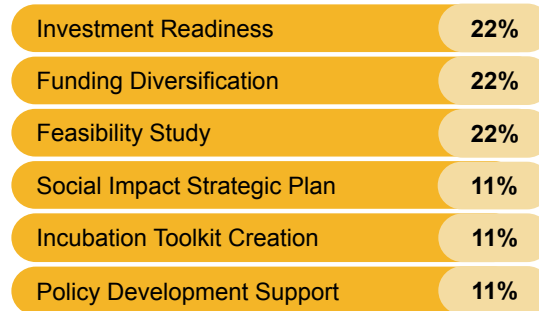 Investment Readiness 22%
Funding Diversification 22%
Feasibility Study 22%
Social Impact Strategic Plan 11%
Incubation Toolkit Creation 11%
Policy Development Support 11%